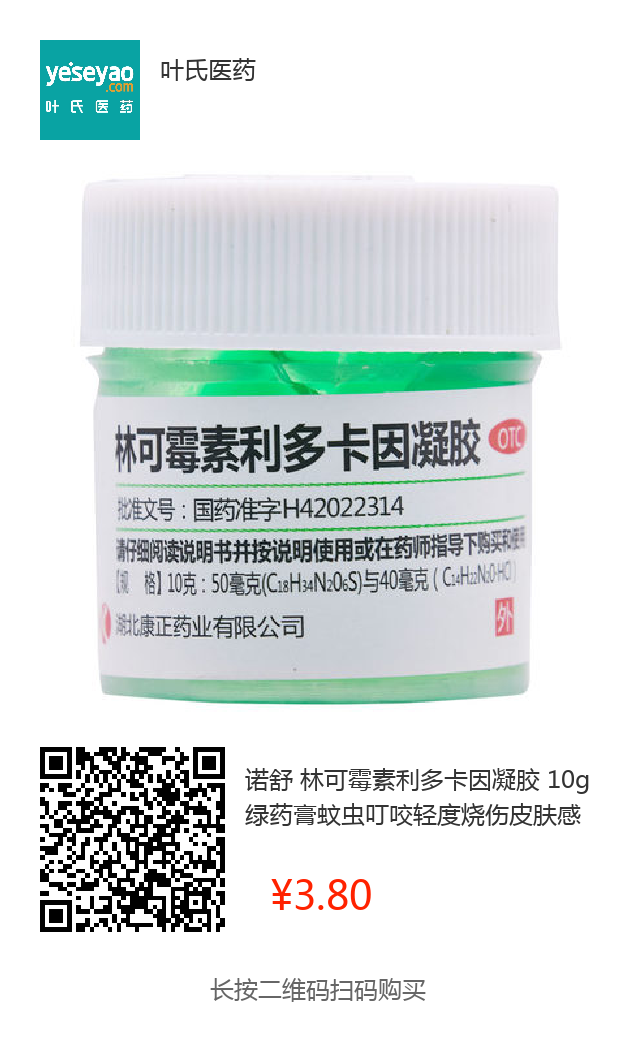 yeseyao
.com
叶氏医药
叶氏医药
林可霉素利多卡因凝胶
OTC
批准文号：国药准字H42022314
请仔细阅读说明书并按说明使用或在药师指导下购买和使用
【规 格】10克：50毫克(C18H34N2O6S)与40毫克（C14H22N2O·HCl）
湖北康正药业有限公司
外
诺舒 林可霉素利多卡因凝胶 10g
绿药膏蚊虫叮咬轻度烧伤皮肤感
¥3.80
长按二维码扫码购买